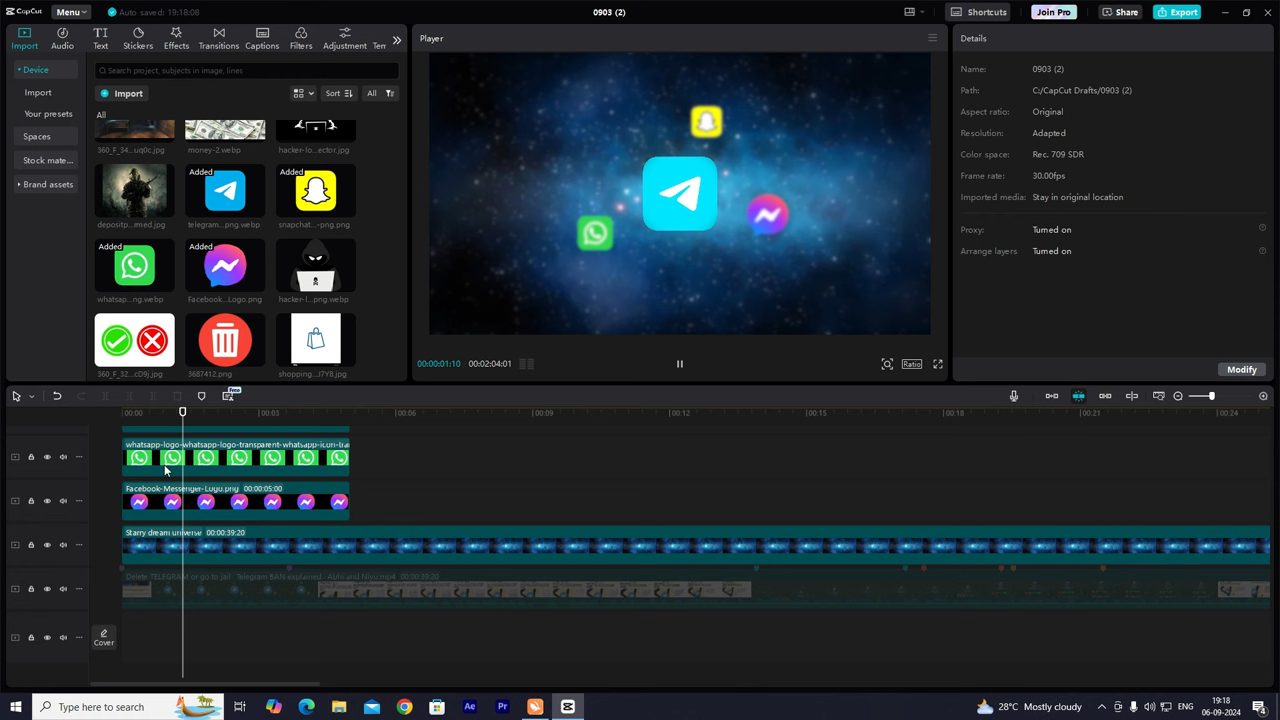 CapCut
Menu
Auto saved: 19:18:08
0903 (2)
Shortcuts
Join Pro
Share
Export
Import
Audio
Text
Stickers
Effects
Transitions
Captions
Filters
Adjustment
Device
Import
Your presets
Spaces
Stock mate...
Brand assets
Search project, subjects in image, lines
Import
Sort
All
All
money-2.webp
hacker-lo...ector.jpg
depositp...rmed.jpg
Added
telegram...png.webp
Added
snapchat...-png.png
Added
whatsap...ng.webp
Added
Facebook...Logo.png
hacker-l...png.webp
360_F_32...cD9j.jpg
3687412.png
shopping...J7Y8.jpg
Player
00:00:01:10
00:02:04:01
Ratio
Details
Name:
0903 (2)
Path:
C:/CapCut Drafts/0903 (2)
Aspect ratio:
Original
Resolution:
Adapted
Color space:
Rec. 709 SDR
Frame rate:
30.00fps
Imported media:
Stay in original location
Proxy:
Turned on
Arrange layers
Turned on
Modify
Free
00:00
00:03
00:06
00:09
00:12
00:15
00:18
00:21
00:24
whatsapp-logo-whatsapp-logo-transparent-whatsapp-icon-tra
Facebook-Messenger-Logo.png 00:00:05:00
Starry dream universe 00:00:39:20
Delete TELEGRAM or go to jail - Telegram BAN explained - Abhi and Niyu.mp4 00:00:39:20
Cover
Type here to search
Ae
Pr
28°C Mostly cloudy
ENG
19:18
06-09-2024